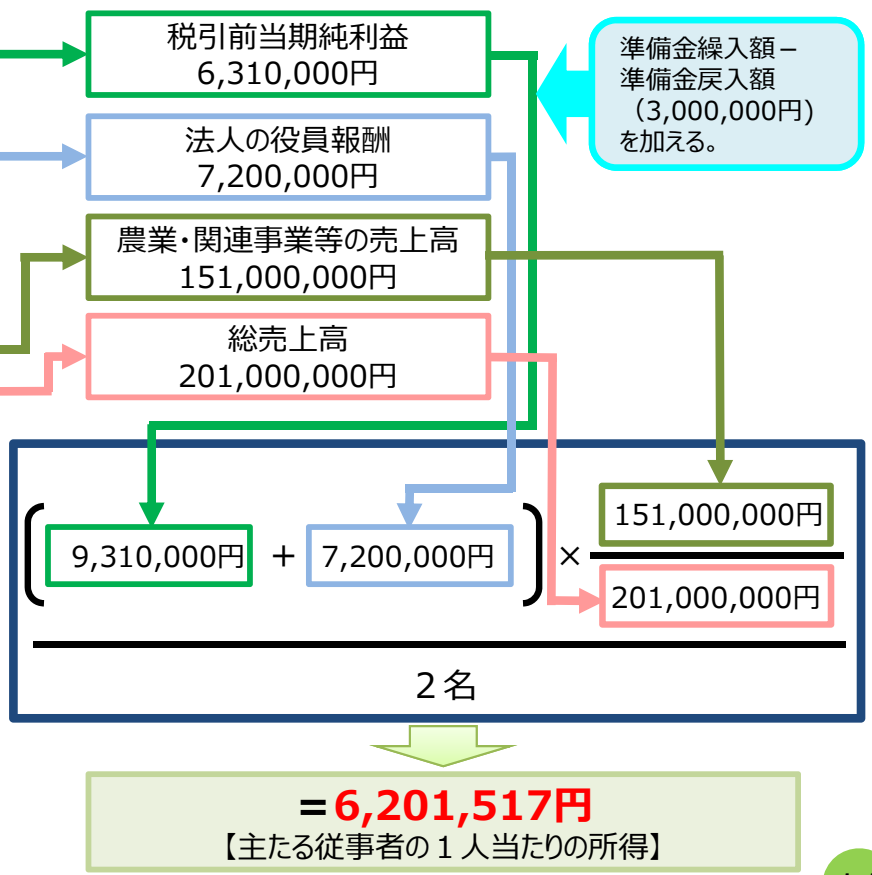 税引前当期純利益
6,310,000円
準備金繰入額－
準備金戻入額
（3,000,000円)
を加える。
法人の役員報酬
7,200,000円
農業・関連事業等の売上高
151,000,000円
総売上高
201,000,000円
9,310,000円 + 7,200,000円 × 151,000,000円
201,000,000円
２名
＝6,201,517円
【主たる従事者の１人当たりの所得】